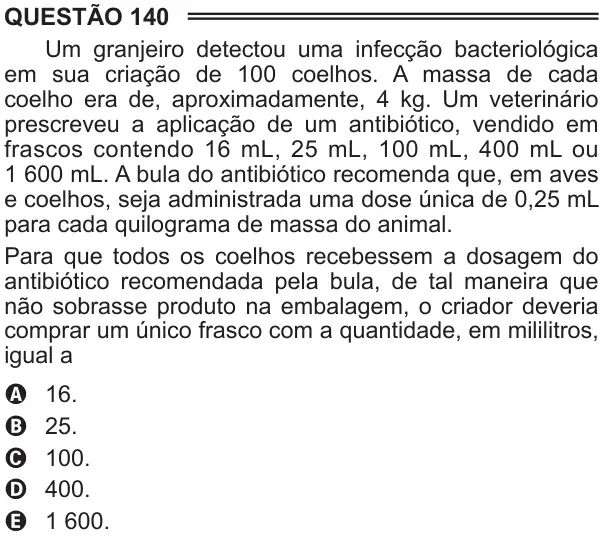 QUESTÃO 140
Um granjeiro detectou uma infecção bacteriológica
em sua criação de 100 coelhos. A massa de cada
coelho era de, aproximadamente, 4 kg. Um veterinário
prescreveu a aplicação de um antibiótico, vendido em
frascos contendo 16 mL, 25 mL, 100 mL, 400 mL ou
1 600 mL. A bula do antibiótico recomenda que, em aves
e coelhos, seja administrada uma dose única de 0,25 mL
para cada quilograma de massa do animal.
Para que todos os coelhos recebessem a dosagem do
antibiótico recomendada pela bula, de tal maneira que
não sobrasse produto na embalagem, o criador deveria
comprar um único frasco com a quantidade, em mililitros,
igual a
A 16.
B 25.
C 100.
D 400.
E 1 600.